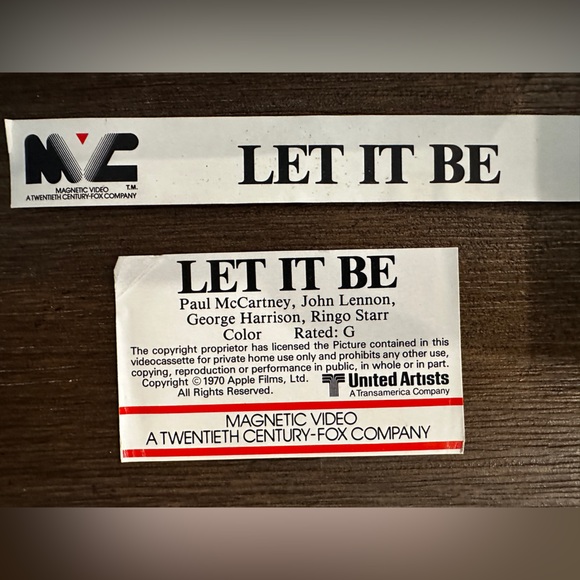 MVC
T.M.
MAGNETIC VIDEO
A TWENTIETH CENTURY-FOX COMPANY
LET IT BE
LET IT BE
Paul McCartney, John Lennon,
George Harrison, Ringo Starr
Color Rated: G
The copyright proprietor has licensed the Picture contained in this
videocassette for private home use only and prohibits any other use,
copying, reproduction or performance in public, in whole or in part.
Copyright © 1970 Apple Films, Ltd.
All Rights Reserved.
United Artists
A Transamerica Company
MAGNETIC VIDEO
A TWENTIETH CENTURY-FOX COMPANY